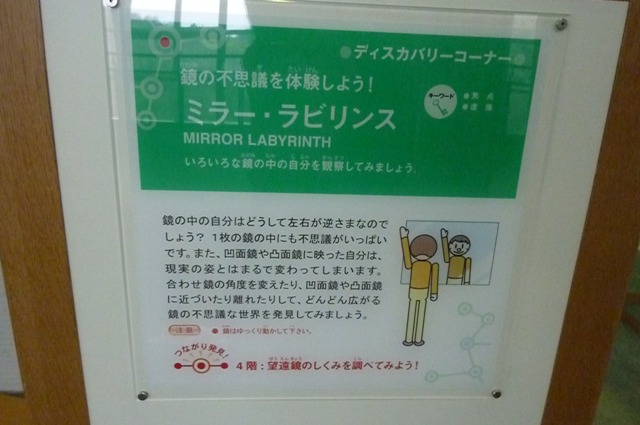 ディスカバリーコーナー
鏡の不思議を体験しよう!
キーワード
ミラー・ラビリンス
MIRROR LABYRINTH
いろいろな鏡の中の自分を観察してみましょう。
鏡の中の自分はどうして左右が逆さまなので
しょう? 1枚の鏡の中にも不思議がいっぱい
です。また、凹面鏡や凸面鏡に映った自分は、
現実の姿とはまるで変わってしまいます。
合わせ鏡の角度を変えたり、凹面鏡や凸面鏡
に近づいたり離れたりして、どんどん広がる
鏡の不思議な世界を発見してみましょう。
●鏡はゆっくり動かして下さい。
つながり発見!
4階:望遠鏡のしくみを調べてみよう!